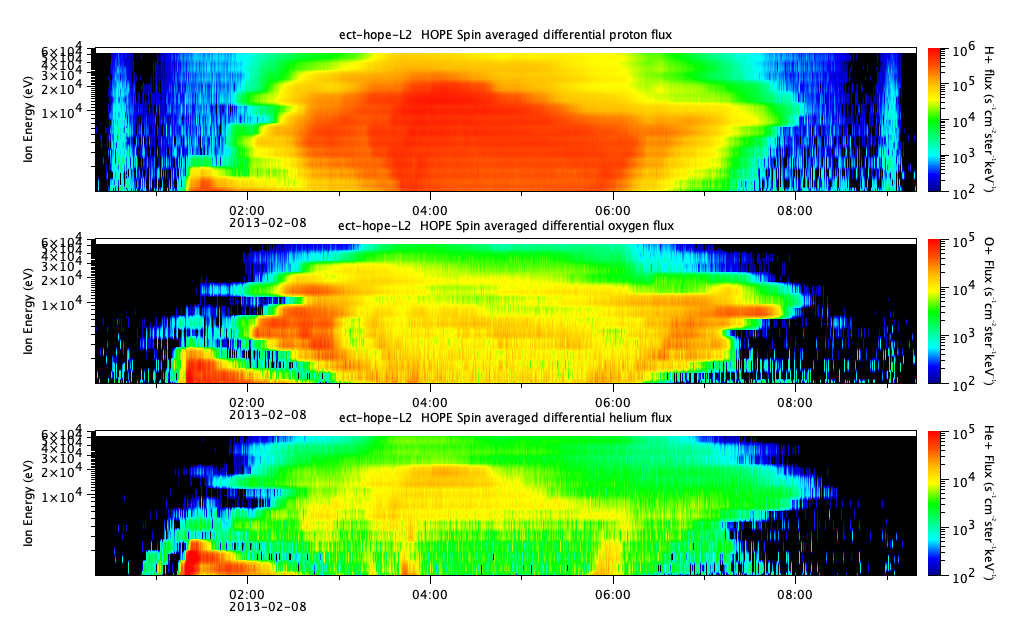 ect-hope-L2  HOPE Spin averaged differential proton flux
6×10⁴
4×10⁴
3×10⁴
2×10⁴
1×10⁴
Ion Energy (eV)
10⁶
10⁵
10⁴
10³
10²
H+ flux (s⁻¹cm⁻²ster⁻¹keV⁻¹)
02:00 04:00 06:00 08:00
2013-02-08
ect-hope-L2  HOPE Spin averaged differential oxygen flux
6×10⁴
4×10⁴
3×10⁴
2×10⁴
1×10⁴
Ion Energy (eV)
10⁵
10⁴
10³
10²
O+ Flux (s⁻¹cm⁻²ster⁻¹keV⁻¹)
02:00 04:00 06:00 08:00
2013-02-08
ect-hope-L2  HOPE Spin averaged differential helium flux
6×10⁴
4×10⁴
3×10⁴
2×10⁴
1×10⁴
Ion Energy (eV)
10⁵
10⁴
10³
10²
He+ Flux (s⁻¹cm⁻²ster⁻¹keV⁻¹)
02:00 04:00 06:00 08:00
2013-02-08